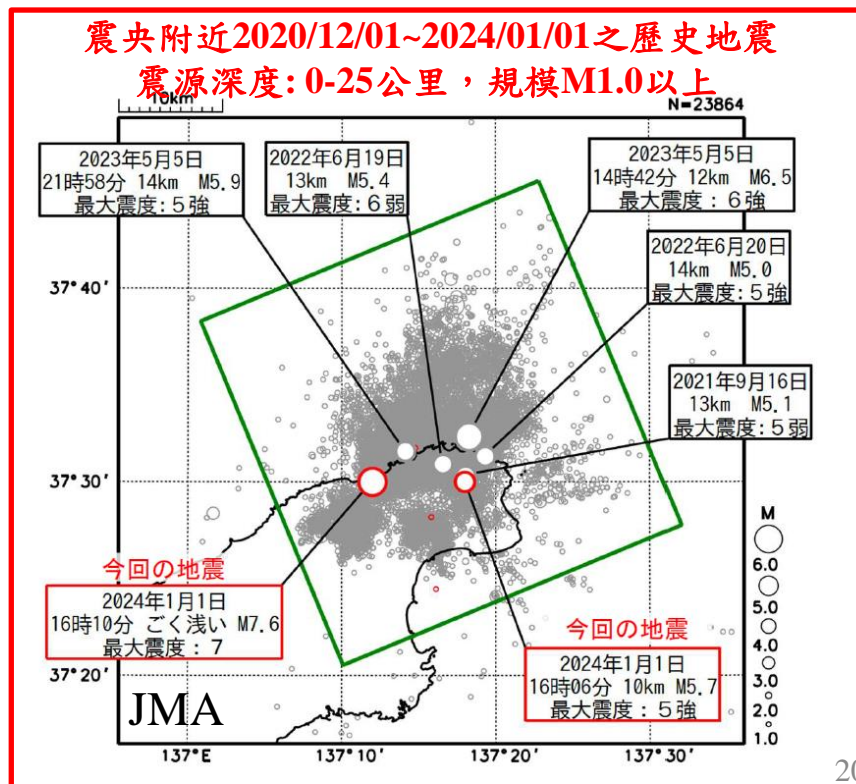 震央附近2020/12/01~2024/01/01之歷史地震
震源深度: 0-25公里，規模M1.0以上
10km
N=23864
2023年5月5日
21時58分 14km M5.9
最大震度:５強
2022年6月19日
13km M5.4
最大震度:６弱
2023年5月5日
14時42分 12km M6.5
最大震度：６強
2022年6月20日
14km M5.0
最大震度:５強
2021年9月16日
13km M5.1
最大震度:５弱
37°40′
37°30′
37°20′
今回の地震
2024年1月1日
16時10分 ごく浅い M7.6
最大震度：７
今回の地震
2024年1月1日
16時06分 10km M5.7
最大震度：５強
M
6.0
5.0
4.0
3.0
2.0
1.0
JMA
137°E
137°10′
137°20′
137°30′
20